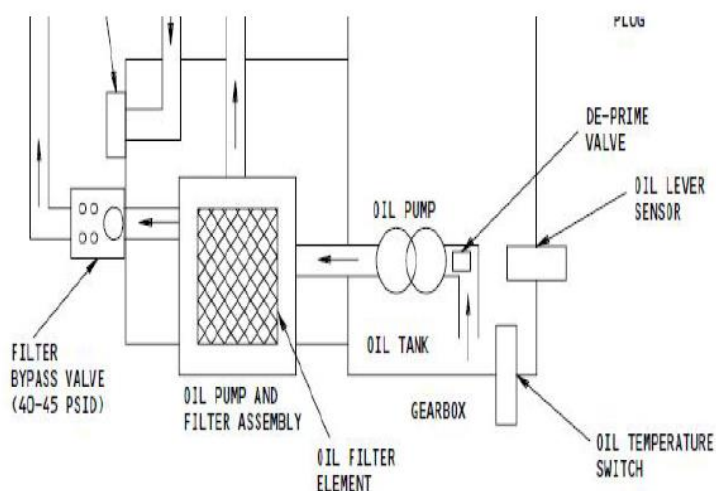 PLUG
DE-PRIME
VALVE
OIL LEVER
SENSOR
OIL PUMP
FILTER
BYPASS VALVE
(40-45 PSID)
OIL TANK
OIL PUMP AND
FILTER ASSEMBLY
GEARBOX
OIL FILTER
ELEMENT
OIL TEMPERATURE
SWITCH